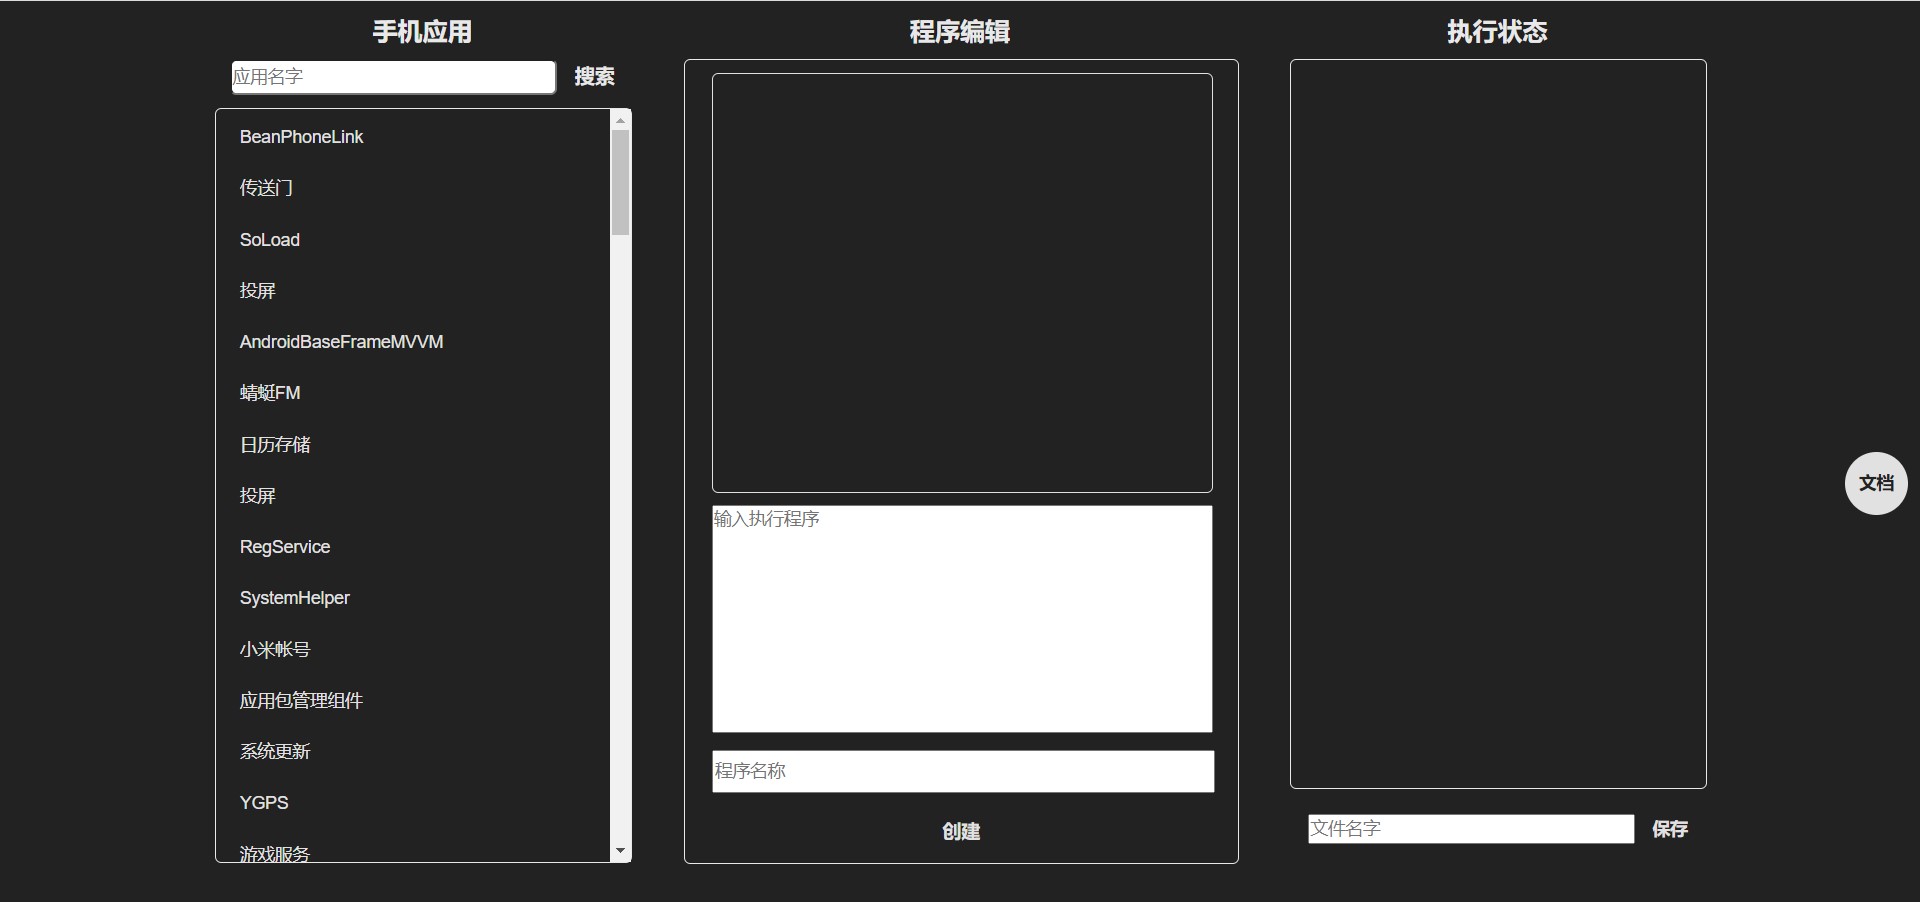 手机应用
应用名字
搜索
BeanPhoneLink
传送门
SoLoad
投屏
AndroidBaseFrameMVVM
蜻蜓FM
日历存储
投屏
RegService
SystemHelper
小米帐号
应用包管理组件
系统更新
YGPS
游戏服务
程序编辑
输入执行程序
程序名称
创建
执行状态
文件名字
保存
文档